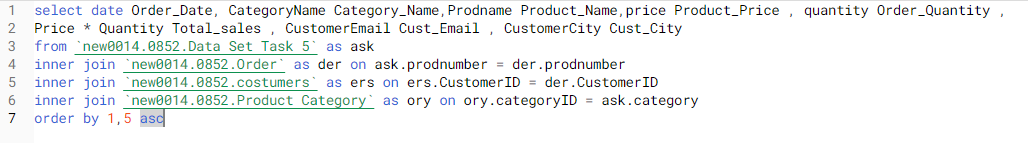 1 select date Order_Date, CategoryName Category_Name,Prodname Product_Name,price Product_Price , quantity Order_Quantity ,
2 Price * Quantity Total_sales , CustomerEmail Cust_Email , CustomerCity Cust_City
3 from `new0014.0852.Data Set Task 5` as ask
4 inner join `new0014.0852.Order` as der on ask.prodnumber = der.prodnumber
5 inner join `new0014.0852.costumers` as ers on ers.CustomerID = der.CustomerID
6 inner join `new0014.0852.Product Category` as ory on ory.categoryID = ask.category
7 order by 1,5 asc